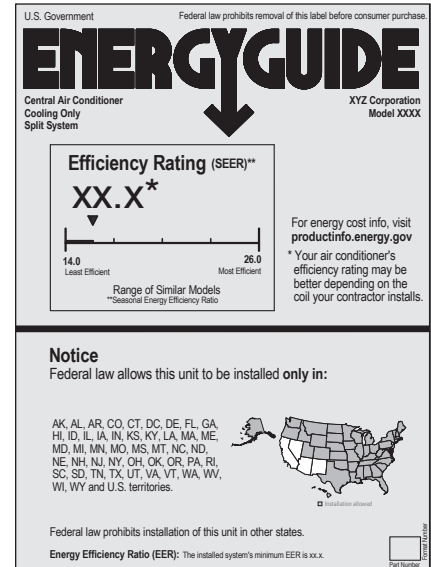 U.S. Government
Federal law prohibits removal of this label before consumer purchase.
ENERGYGUIDE
Central Air Conditioner
Cooling Only
Split System
XYZ Corporation
Model XXXX
Efficiency Rating (SEER)**
XX.X*
14.0
Least Efficient
26.0
Most Efficient
Range of Similar Models
**Seasonal Energy Efficiency Ratio
For energy cost info, visit
productinfo.energy.gov
* Your air conditioner's
efficiency rating may be
better depending on the
coil your contractor installs.
Notice
Federal law allows this unit to be installed only in:
AK, AL, AR, CO, CT, DC, DE, FL, GA,
HI, ID, IL, IA, IN, KS, KY, LA, MA, ME,
MD, MI, MN, MO, MS, MT, NC, ND,
NE, NH, NJ, NY, OH, OK, OR, PA, RI,
SC, SD, TN, TX, UT, VA, VT, WA, WV,
WI, WY and U.S. territories.
Installation allowed
Federal law prohibits installation of this unit in other states.
Energy Efficiency Ratio (EER): The installed system's minimum EER is xx.x.
Part Number
Format Number